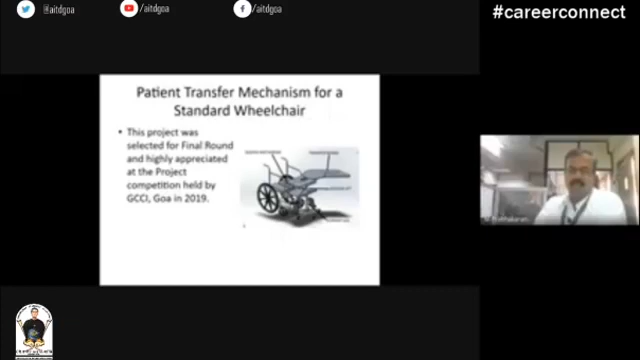 @aitdgoa
/aitdgoa
/aitdgoa
#careerconnect
Patient Transfer Mechanism for a
Standard Wheelchair
• This project was
selected for Final Round
and highly appreciated
at the Project
competition held by
GCCI, Goa in 2019.